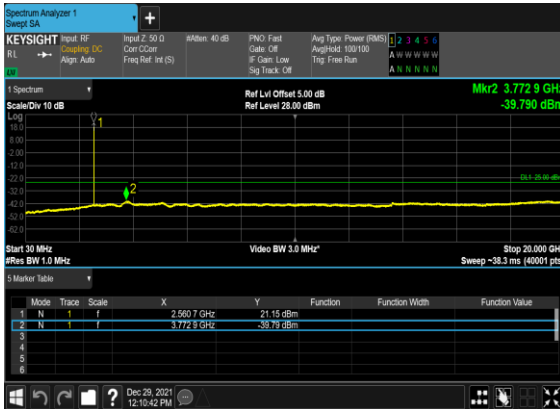 Spectrum Analyzer 1
Swept SA
+
KEYSIGHT
RL
Input: RF
Coupling: DC
Align: Auto
Input Z: 50 Ω
Corr CCorr
Freq Ref: Int (S)
#Atten: 40 dB
PNO: Fast
Gate: Off
IF Gain: Low
Sig Track: Off
Avg Type: Power (RMS)
Avg|Hold: 100/100
Trig: Free Run
1 2 3 4 5 6
A W W W W W
A N N N N N
1 Spectrum
Scale/Div 10 dB
Log
Ref Lvl Offset 5.00 dB
Ref Level 28.00 dBm
Mkr2 3.772 9 GHz
-39.790 dBm
18.0
8.00
-2.00
-12.0
-22.0
-32.0
-42.0
-52.0
-62.0
1
2
DL1 -25.00 dBm
Start 30 MHz
#Res BW 1.0 MHz
Video BW 3.0 MHz*
Stop 20.000 GHz
Sweep ~38.3 ms (40001 pts)
5 Marker Table
Mode Trace Scale X Y Function Function Width Function Value
1 N 1 f 2.560 7 GHz 21.15 dBm
2 N 1 f 3.772 9 GHz -39.79 dBm
3
4
5
6
?
Dec 29, 2021
12:10:42 PM